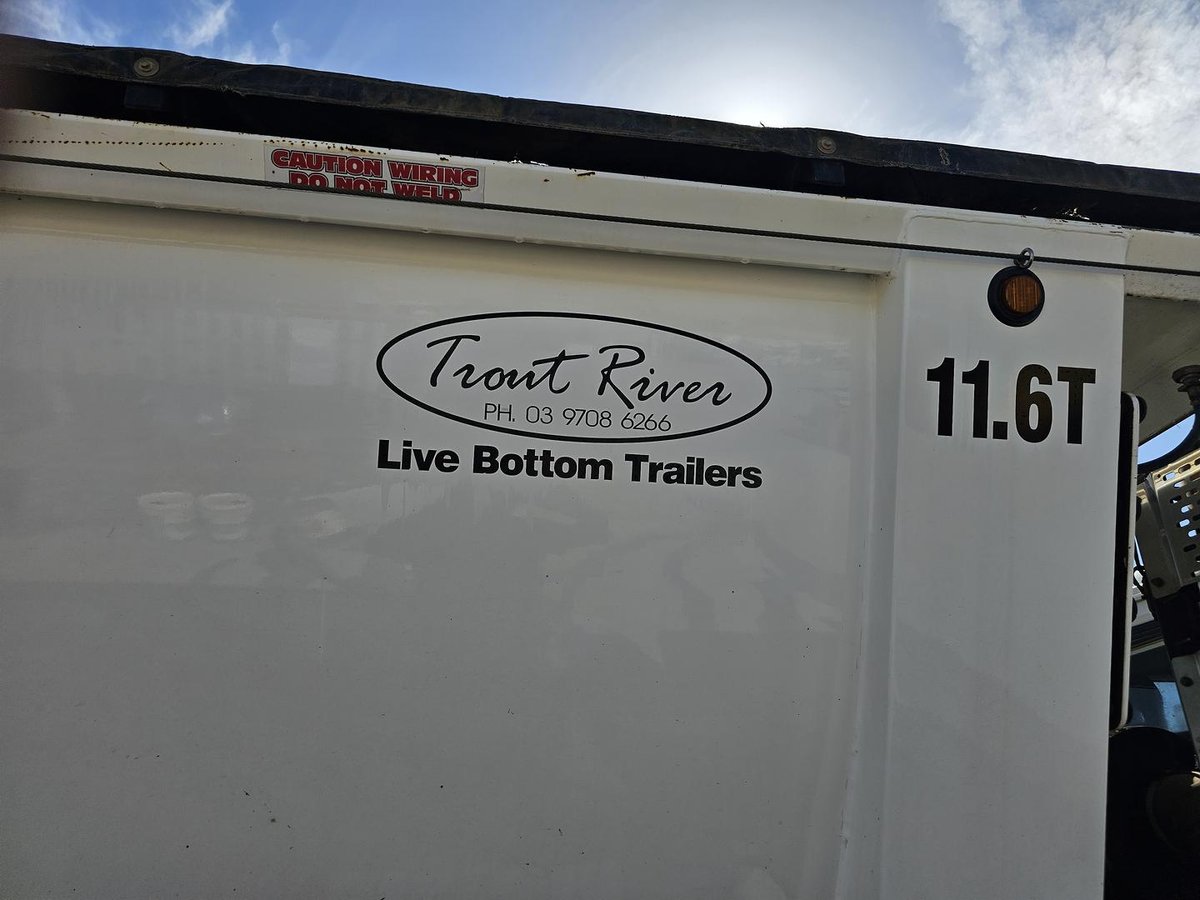 CAUTION WIRING
DO NOT WELD
Trout River
PH. 03 9708 6266
Live Bottom Trailers
11.6T